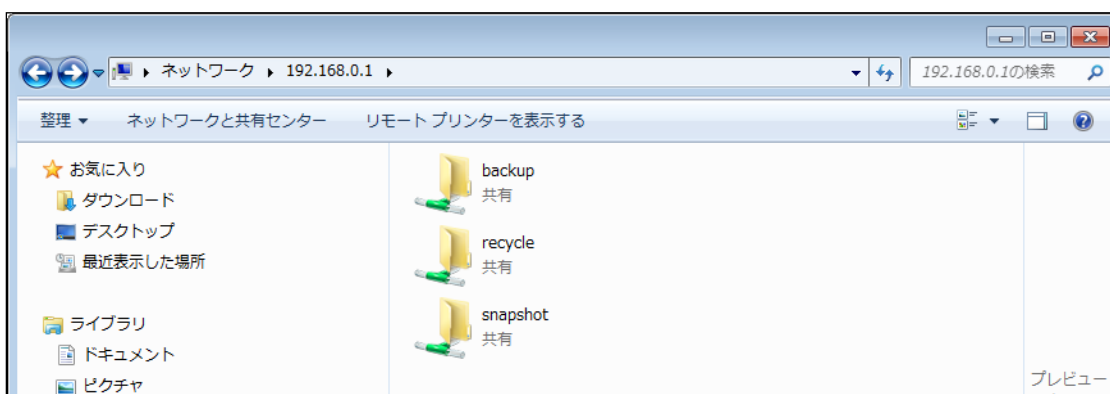 ネットワーク 192.168.0.1 192.168.0.1の検索
整理 ネットワークと共有センター リモート プリンターを表示する
お気に入り
ダウンロード
デスクトップ
最近表示した場所
ライブラリ
ドキュメント
ピクチャ
backup
共有
recycle
共有
snapshot
共有
プレビュー